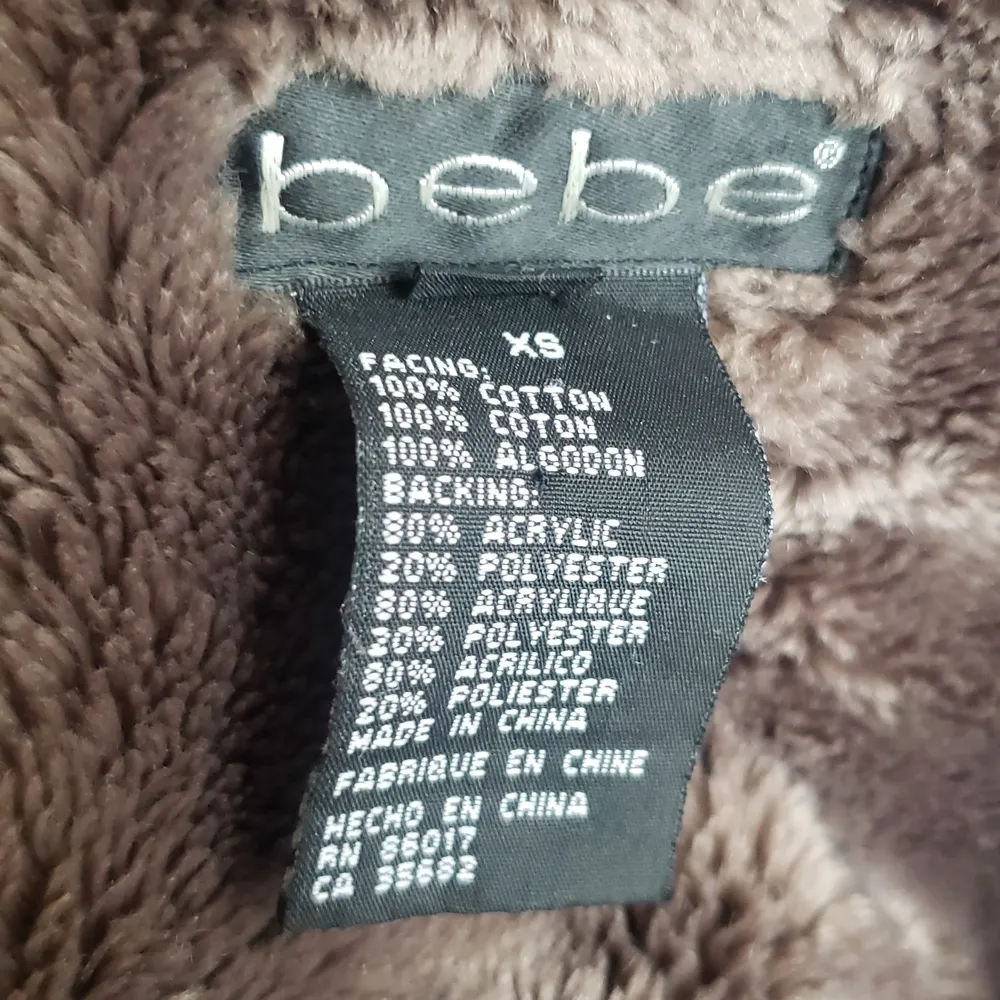 bebe®
XS
FACING:
100% COTTON
100% COTON
100% ALGODON
BACKING:
80% ACRYLIC
20% POLYESTER
80% ACRYLIQUE
20% POLYESTER
80% ACRILICO
20% POLIESTER
MADE IN CHINA
FABRIQUE EN CHINE
HECHO EN CHINA
RN 86017
CA